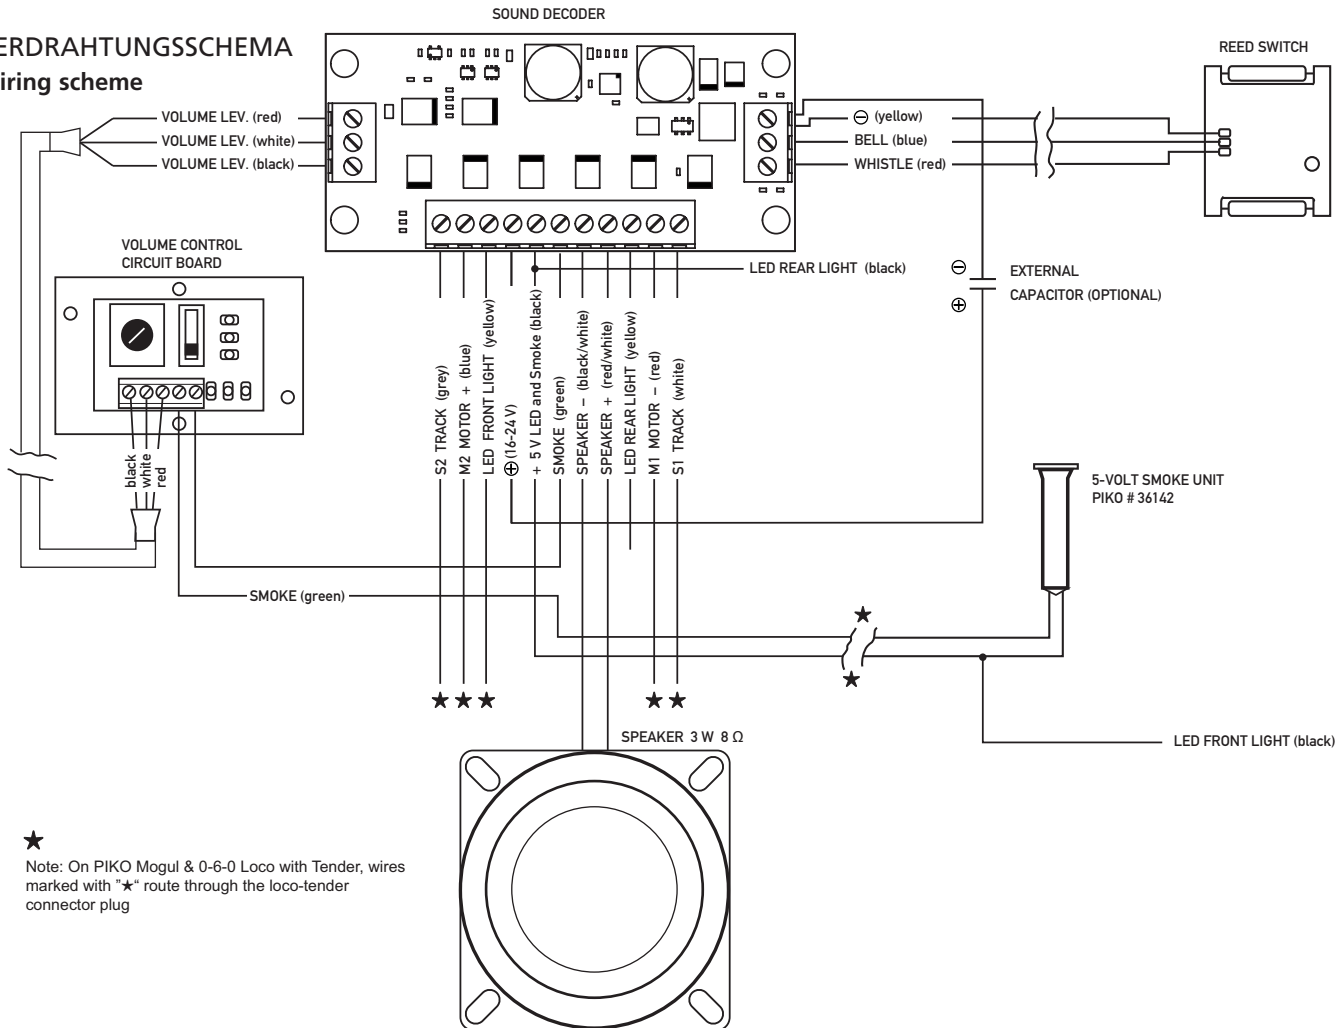 SOUND DECODER
ERDRAHTUNGSSCHEMA
iring scheme
REED SWITCH
VOLUME LEV. (red)
VOLUME LEV. (white)
VOLUME LEV. (black)
⊖ (yellow)
BELL (blue)
WHISTLE (red)
VOLUME CONTROL
CIRCUIT BOARD
LED REAR LIGHT (black)
⊖
⊕
EXTERNAL
CAPACITOR (OPTIONAL)
S2 TRACK (grey)
M2 MOTOR + (blue)
LED FRONT LIGHT (yellow)
⊕ (16-24 V)
+ 5 V LED and Smoke (black)
SMOKE (green)
SPEAKER – (black/white)
SPEAKER + (red/white)
LED REAR LIGHT (yellow)
M1 MOTOR – (red)
S1 TRACK (white)
black
white
red
5-VOLT SMOKE UNIT
PIKO # 36142
SMOKE (green)
SPEAKER 3 W 8 Ω
LED FRONT LIGHT (black)
★
Note: On PIKO Mogul & 0-6-0 Loco with Tender, wires
marked with "★“ route through the loco-tender
connector plug